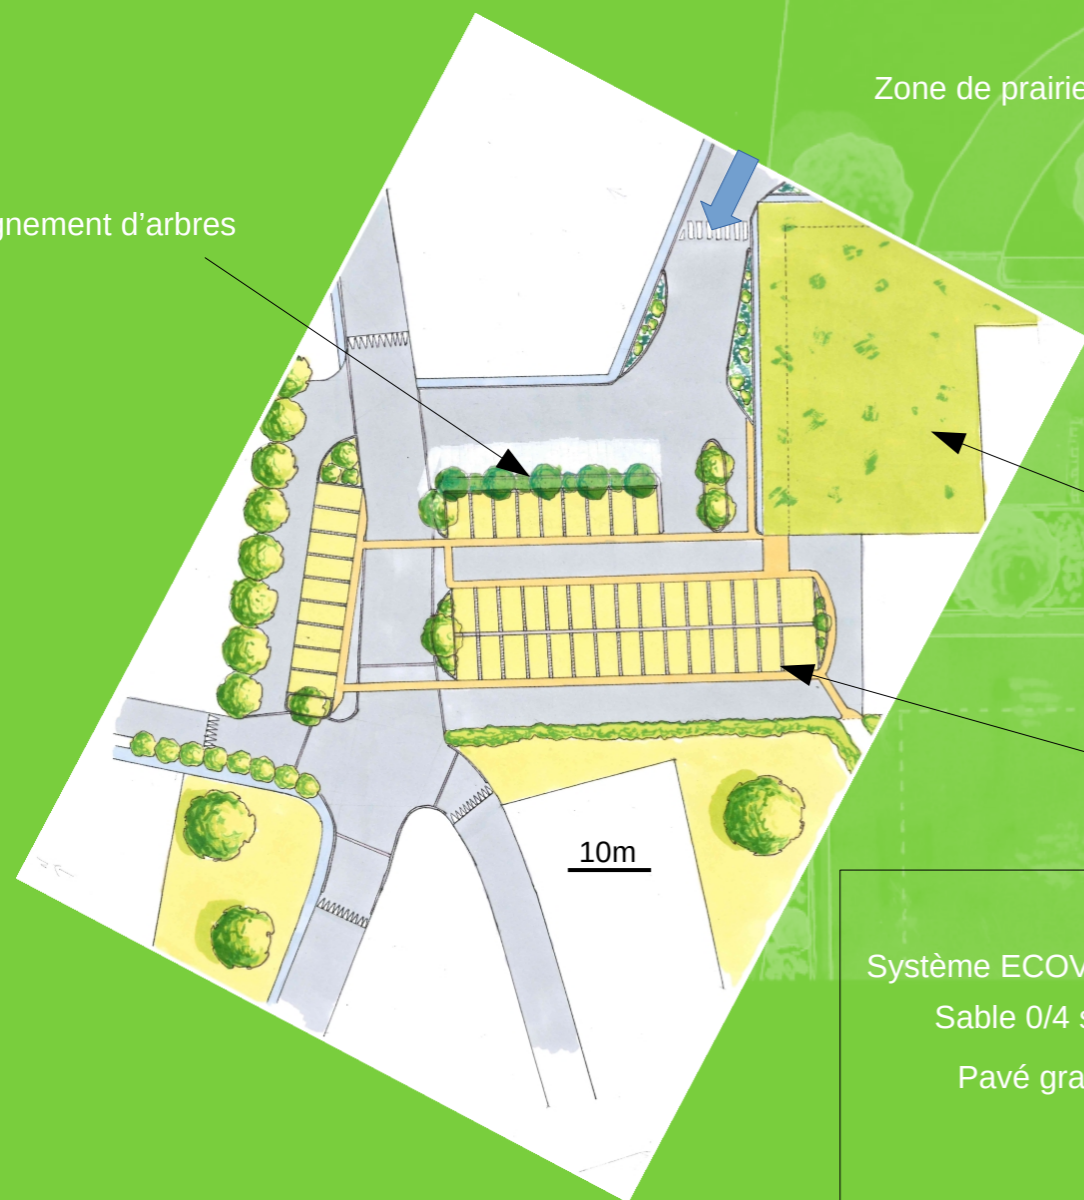 Zone de prairie
gnement d’arbres
10m
Système ECOV
Sable 0/4 s
Pavé gra